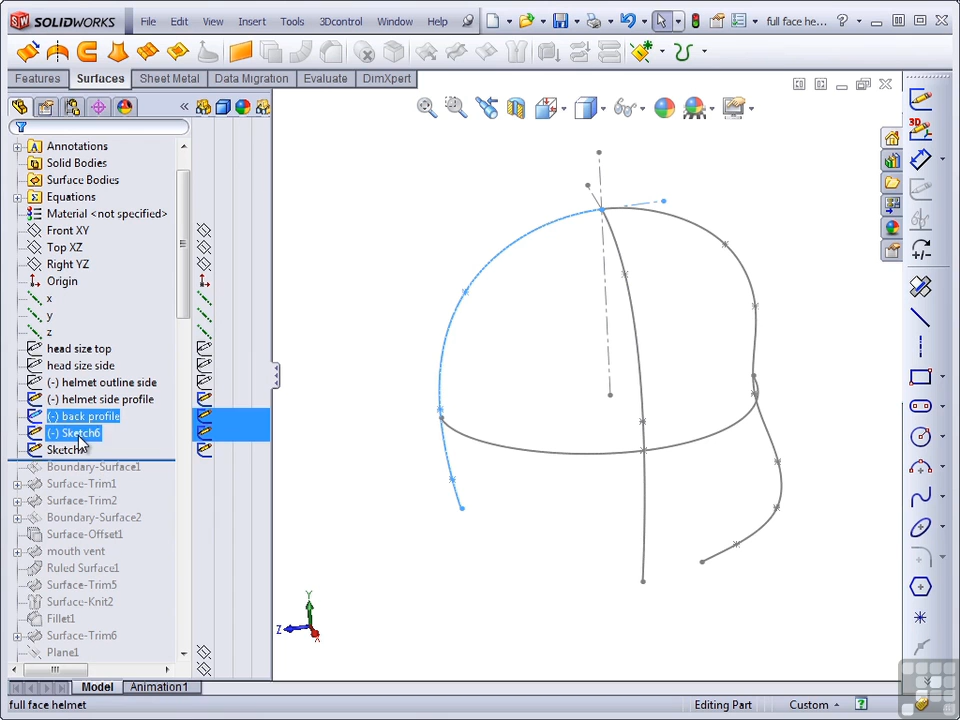 SOLIDWORKS File Edit View Insert Tools 3Dcontrol Window Help full face he... ?
Features Surfaces Sheet Metal Data Migration Evaluate DimXpert
3D
Annotations
Solid Bodies
Surface Bodies
Equations
Material <not specified>
Front XY
Top XZ
Right YZ
Origin
x
y
z
head size top
head size side
(-) helmet outline side
(-) helmet side profile
(-) back profile
(-) Sketch6
Boundary-Surface1
Surface-Trim1
Surface-Trim2
Boundary-Surface2
Surface-Offset1
mouth vent
Ruled Surface1
Surface-Trim5
Surface-Knit2
Fillet1
Surface-Trim6
Plane1
Y
Z
X
Model Animation1
full face helmet Editing Part Custom ?